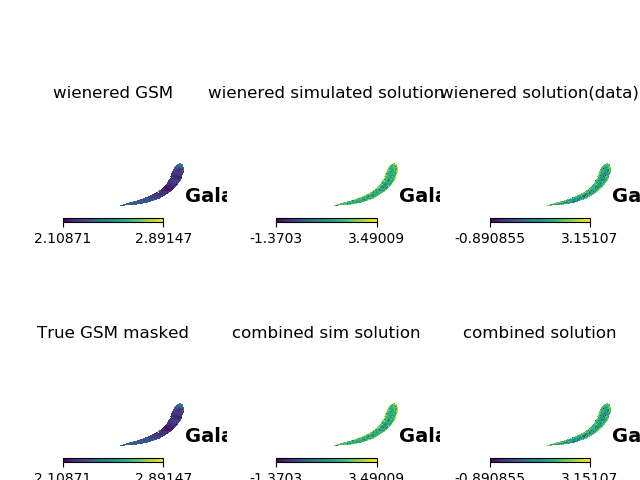 wienered GSM
wienered simulated solution
wienered solution(data)
Gala
Gala
Ga
2.10871 2.89147
-1.3703 3.49009
-0.890855 3.15107
True GSM masked
combined sim solution
combined solution
Gala
Gala
Ga
2.10871 2.89147
-1.3703 3.49009
-0.890855 3.15107